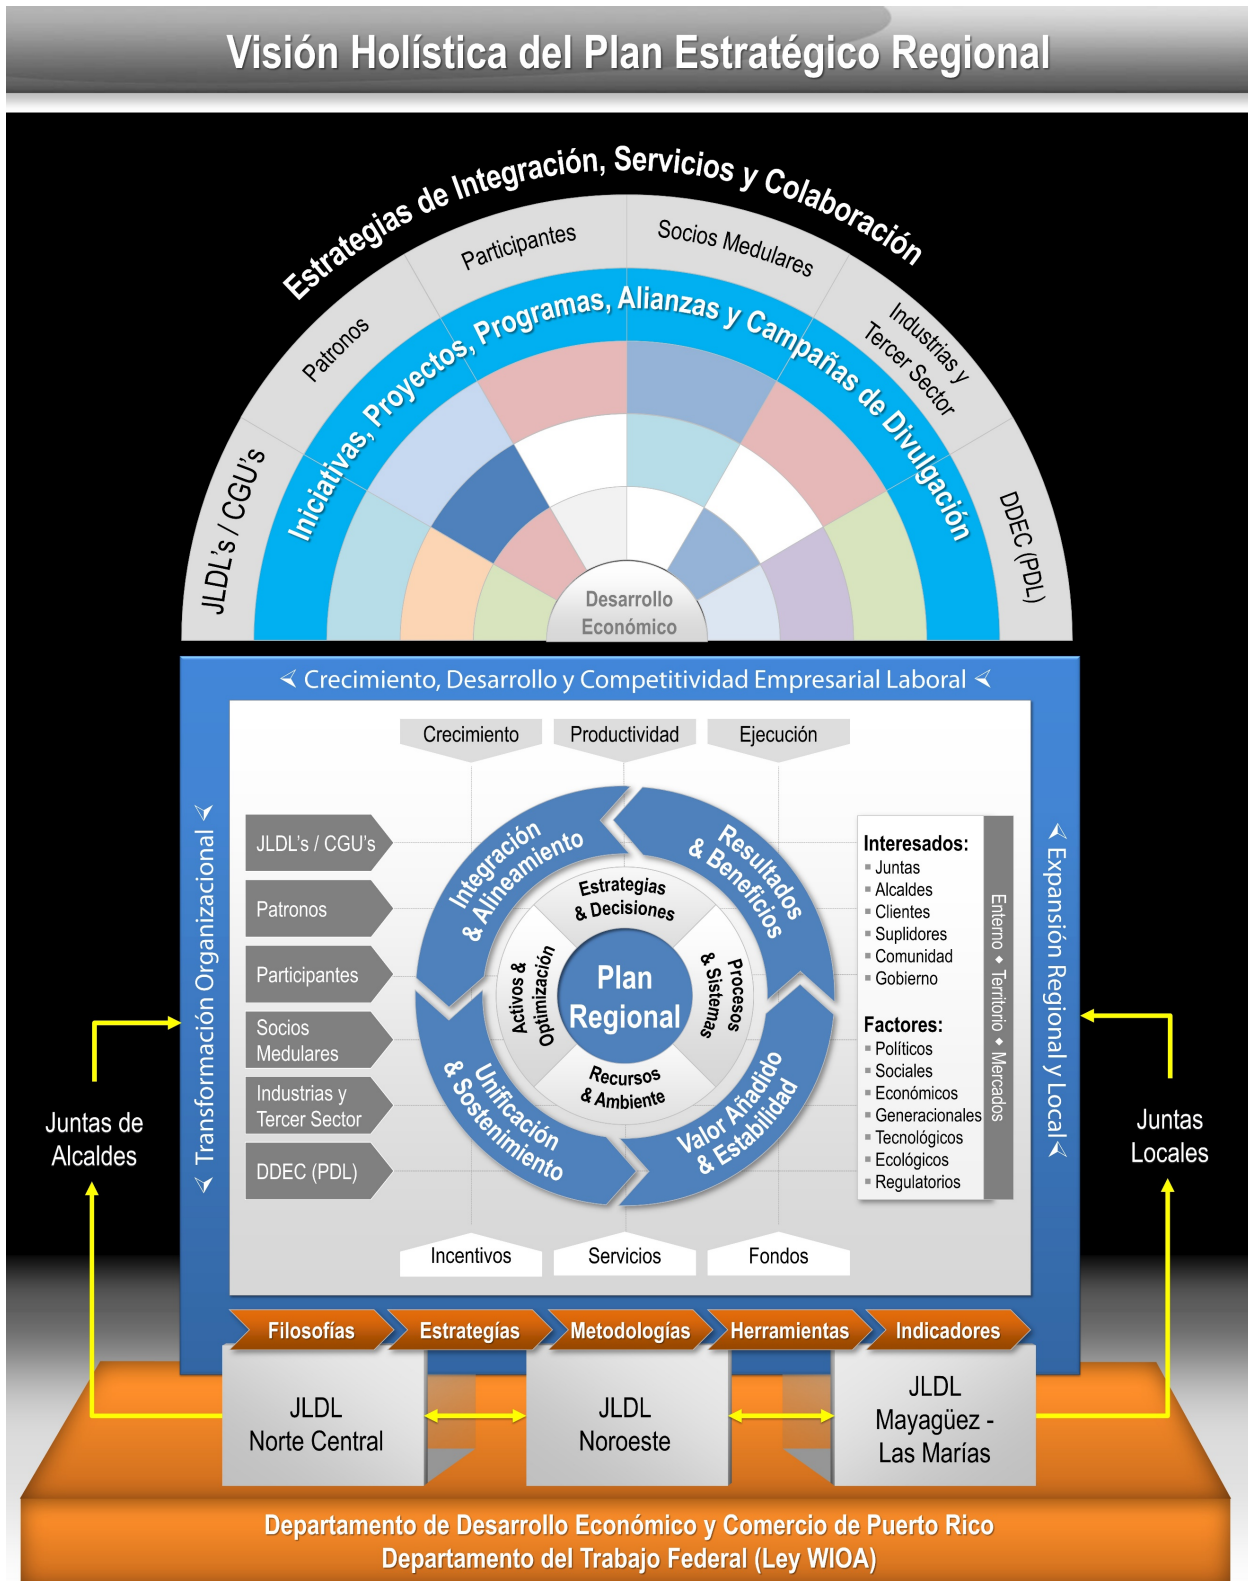 Visión Holística del Plan Estratégico Regional
Estrategias de Integración, Servicios y Colaboración
JLDL's / CGU's
Patronos
Participantes
Socios Medulares
Industrias y
Tercer Sector
DDEC (PDL)
Iniciativas, Proyectos, Programas, Alianzas y Campañas de Divulgación
Desarrollo
Económico
Crecimiento, Desarrollo y Competitividad Empresarial Laboral
Transformación Organizacional
Expansión Regional y Local
Crecimiento
Productividad
Ejecución
JLDL's / CGU's
Patronos
Participantes
Socios
Medulares
Industrias y
Tercer Sector
DDEC (PDL)
Integración
& Alineamiento
Resultados
& Beneficios
Valor Añadido
& Estabilidad
Unificación
& Sostenimiento
Estrategias
& Decisiones
Procesos
& Sistemas
Recursos
& Ambiente
Activos &
Optimización
Plan
Regional
Interesados:
Juntas
Alcaldes
Clientes
Suplidores
Comunidad
Gobierno
Factores:
Políticos
Sociales
Económicos
Generacionales
Tecnológicos
Ecológicos
Regulatorios
Enterno ◆ Territorio ◆ Mercados
Incentivos
Servicios
Fondos
Juntas de
Alcaldes
Juntas
Locales
Filosofías
Estrategías
Metodologías
Herramientas
Indicadores
JLDL
Norte Central
JLDL
Noroeste
JLDL
Mayagüez -
Las Marías
Departamento de Desarrollo Económico y Comercio de Puerto Rico
Departamento del Trabajo Federal (Ley WIOA)